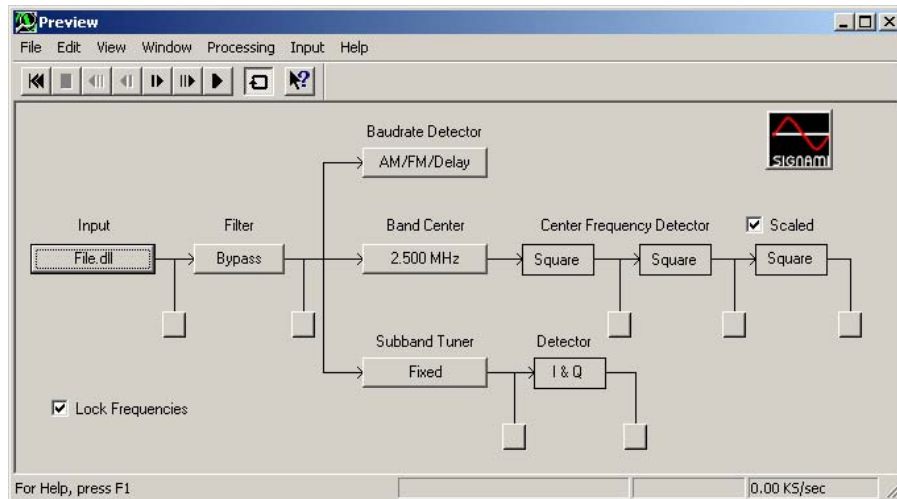 Preview
File Edit View Window Processing Input Help
Baudrate Detector
AM/FM/Delay
SIGNAMI
Input Filter Band Center Center Frequency Detector Scaled
File.dll Bypass 2.500 MHz Square Square Square
Subband Tuner Detector
Fixed I & Q
Lock Frequencies
For Help, press F1 0.00 KS/sec